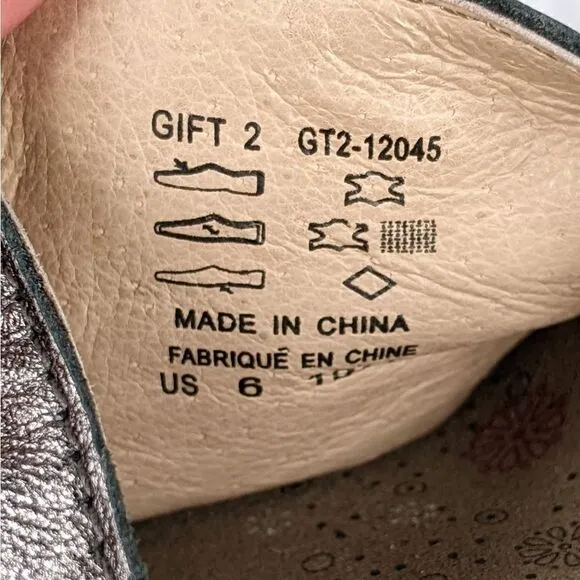 GIFT 2 GT2-12045
MADE IN CHINA
FABRIQUÉ EN CHINE
US 6